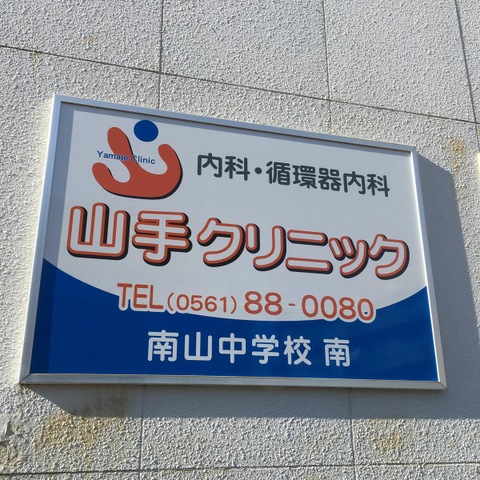 Yamate Clinic
内科・循環器内科
山手クリニック
TEL(0561)88-0080
南山中学校 南